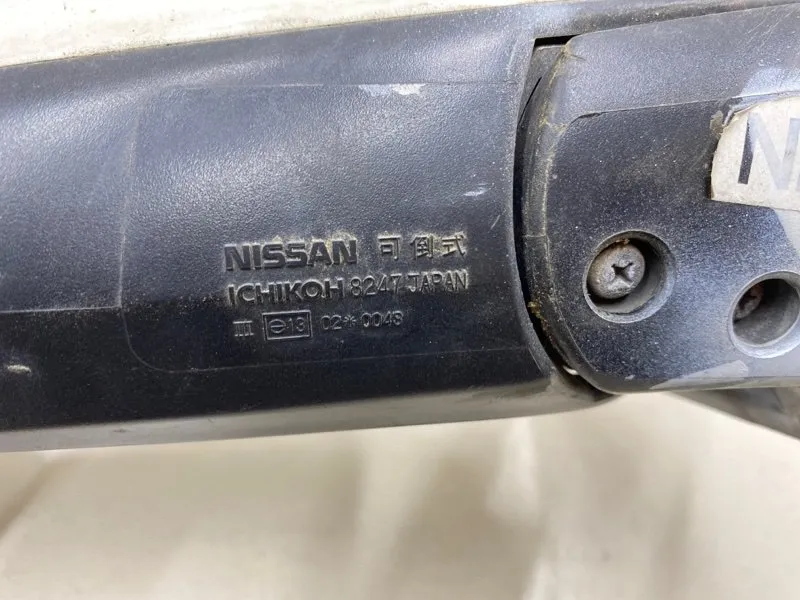 NISSAN 可倒式
ICHIKOH 8247 JAPAN
III e13 02*0048
N